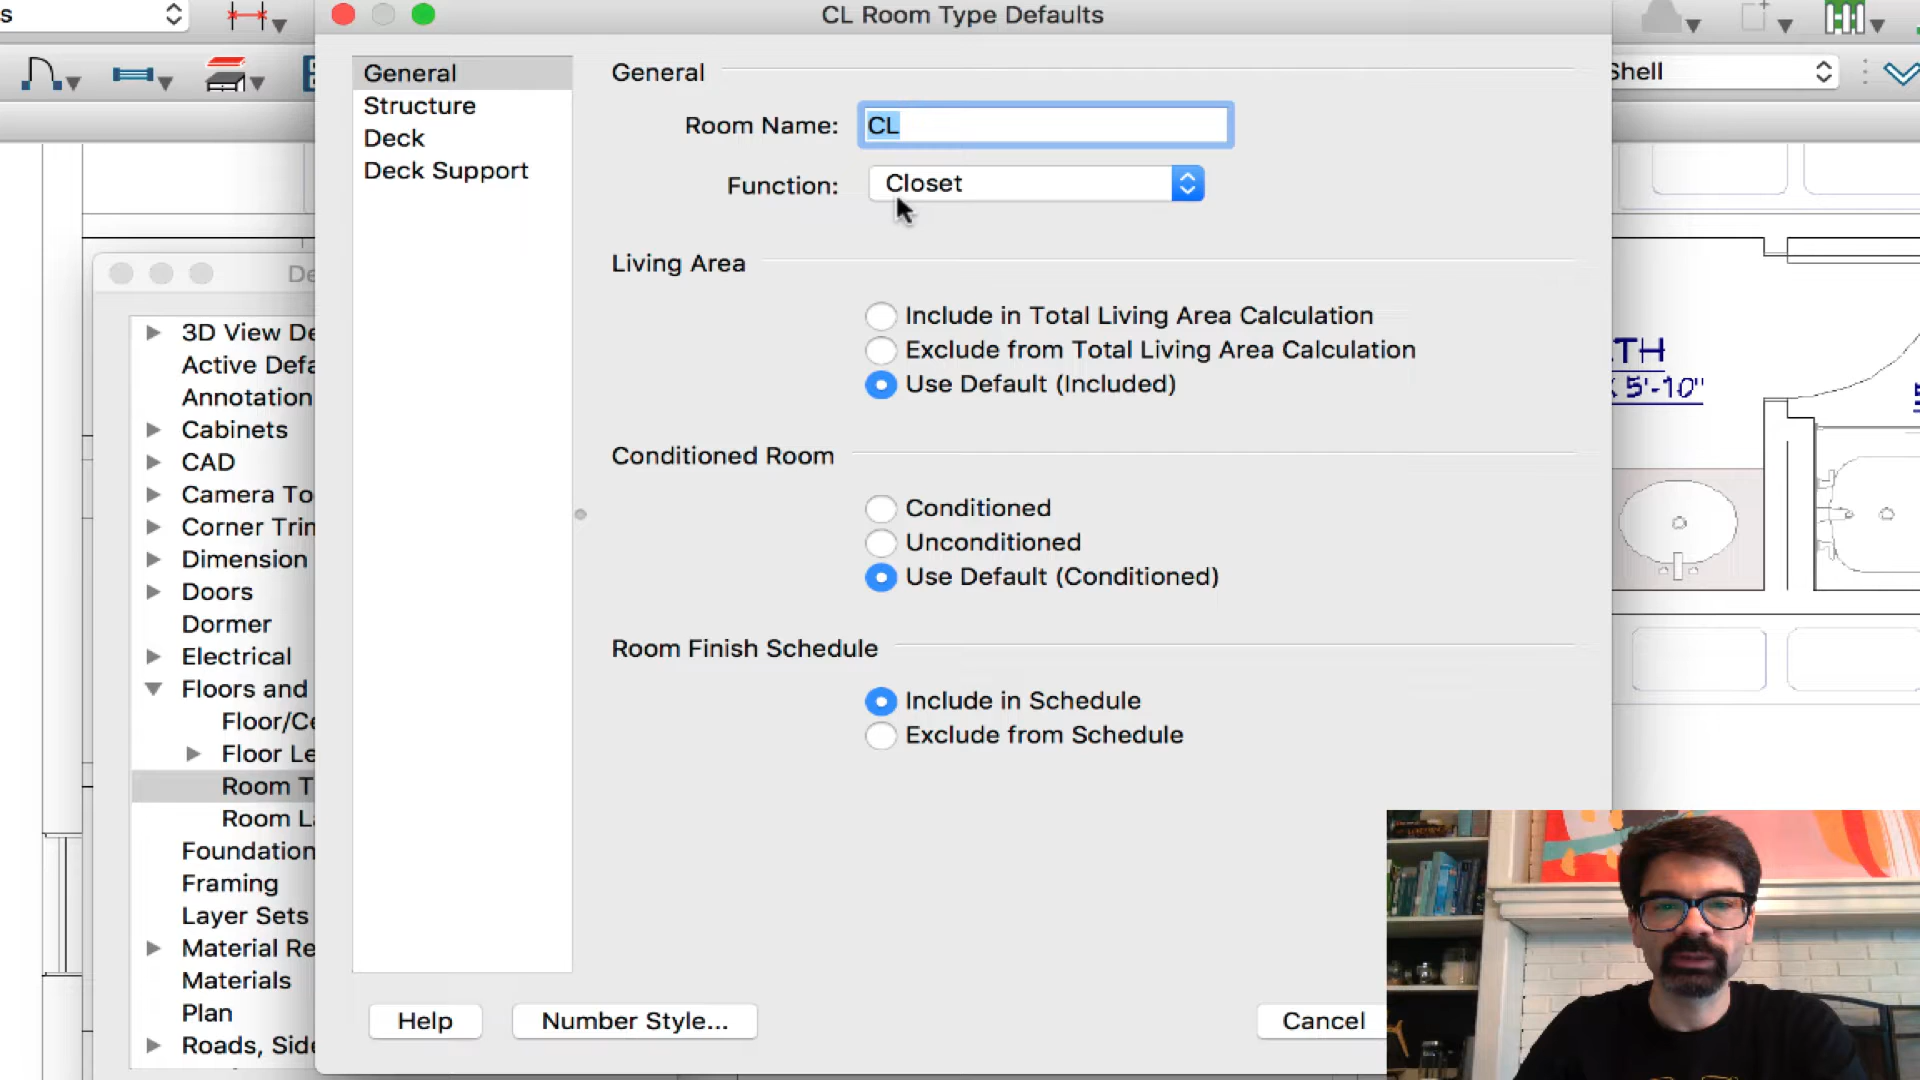 s
CL Room Type Defaults
General
Structure
Deck
Deck Support
General
Room Name: CL
Function: Closet
Living Area
Include in Total Living Area Calculation
Exclude from Total Living Area Calculation
Use Default (Included)
Conditioned Room
Conditioned
Unconditioned
Use Default (Conditioned)
Room Finish Schedule
Include in Schedule
Exclude from Schedule
Help
Number Style...
Cancel
Shell
De
3D View De
Active Defa
Annotation
Cabinets
CAD
Camera To
Corner Trin
Dimension
Doors
Dormer
Electrical
Floors and
Floor/Ce
Floor Le
Room T
Room La
Foundation
Framing
Layer Sets
Material Re
Materials
Plan
Roads, Side
TH
X 5'-10"